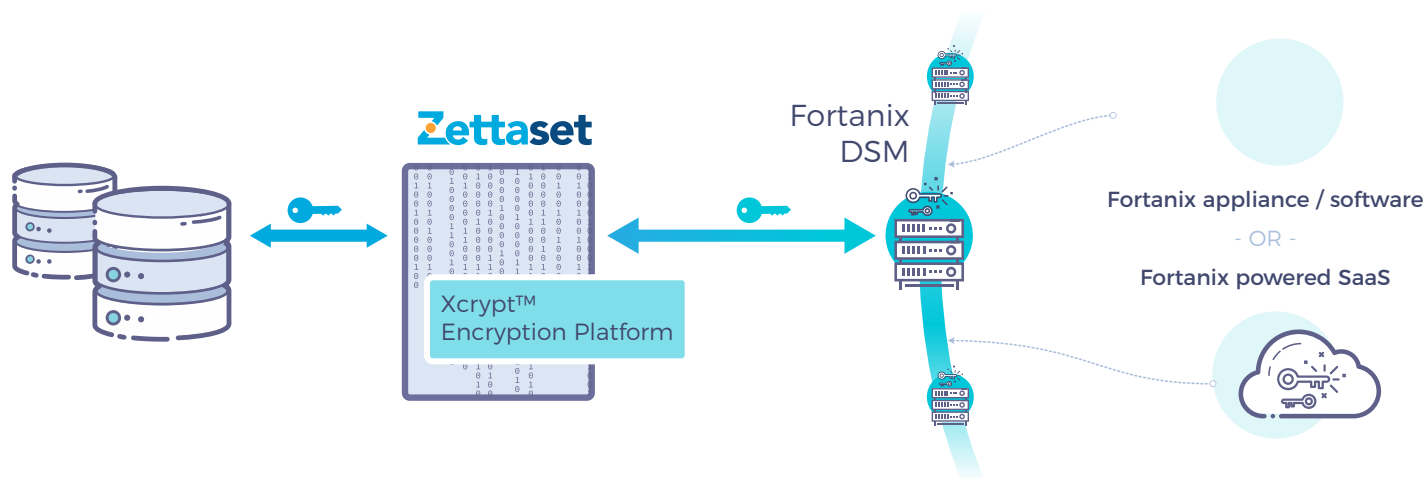 Zettaset
Xcrypt™
Encryption Platform
Fortanix
DSM
Fortanix appliance / software
- OR -
Fortanix powered SaaS